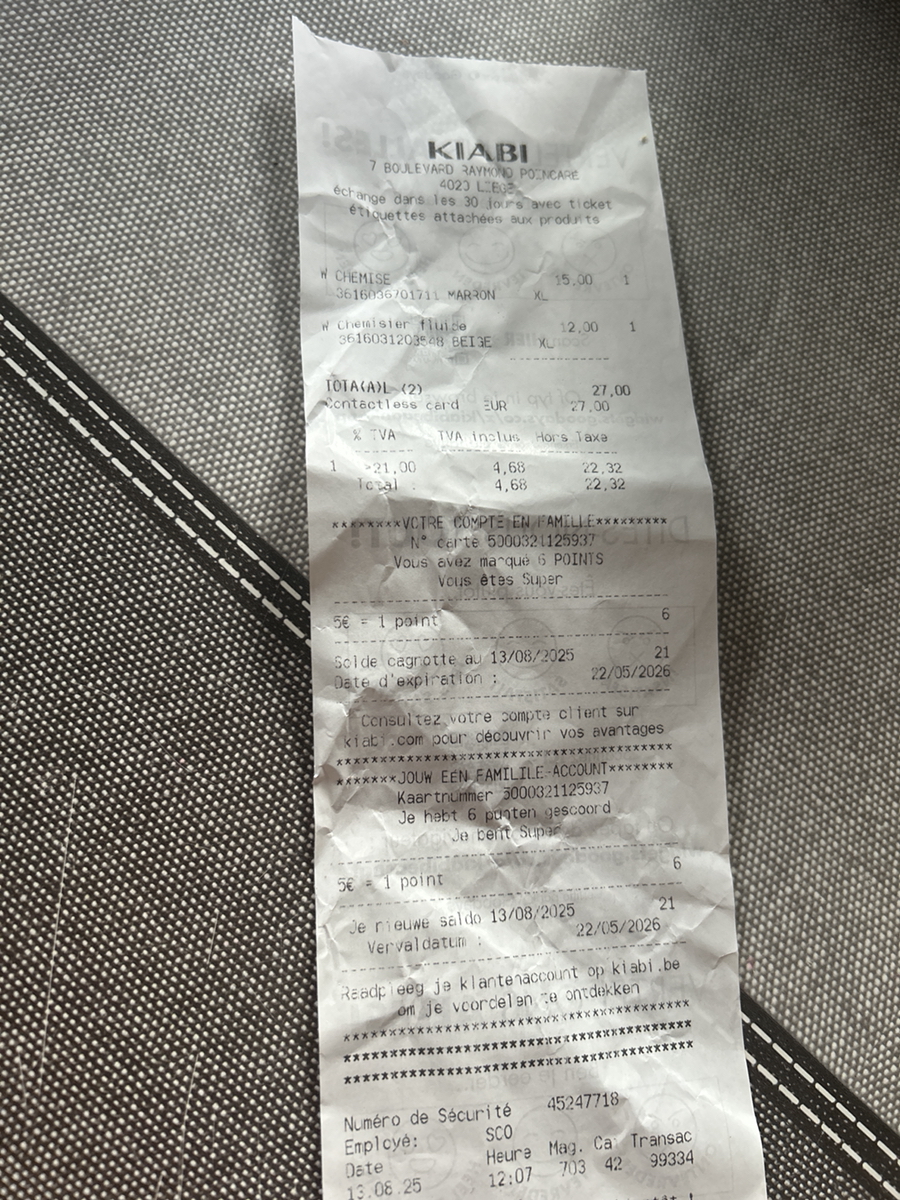 KIABI
7 BOULEVARD RAYMOND POINCARE
4020 LIEGE
échange dans les 30 jours avec ticket
étiquettes attachées aux produits
W CHEMISE 15,00 1
3616036701711 MARRON XL
W Chemisier fluide 12,00 1
3616031203548 BEIGE XL
TOTA(A)L (2) 27,00
Contactless card EUR 27,00
% TVA TVA inclus Hors Taxe
1 >21,00 4,68 22,32
Total : 4,68 22,32
********VOTRE COMPTE EN FAMILLE*********
N° carte 5000321125937
Vous avez marqué 6 POINTS
Vous êtes Super
5€ = 1 point 6
Solde cagnotte au 13/08/2025 21
Date d'expiration : 22/05/2026
Consultez votre compte client sur
kiabi.com pour découvrir vos avantages
****************************************
*******JOUW EEN FAMILILE-ACCOUNT********
Kaartnummer 5000321125937
Je hebt 6 punten gescoord
Je bent Super
5€ = 1 point 6
Je nieuwe saldo 13/08/2025 21
Vervaldatum : 22/05/2026
Raadpleeg je klantenaccount op kiabi.be
om je voordelen te ontdekken
****************************************
****************************************
****************************************
Numéro de Sécurité 45247718
Employé: SCO
Date Heure Mag. Ca Transac
13.08.25 12:07 703 42 99334